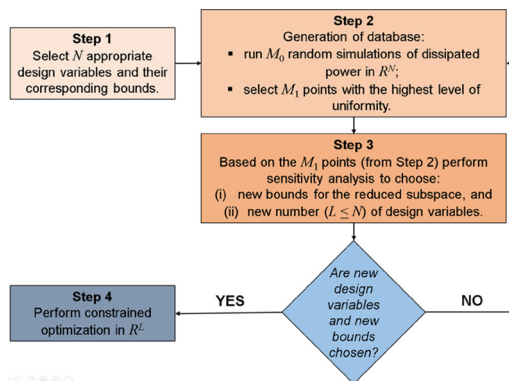 Step 1
Select N appropriate
design variables and their
corresponding bounds.
Step 2
Generation of database:
▪ run M₀ random simulations of dissipated
power in Rᴺ;
▪ select M₁ points with the highest level of
uniformity.
Step 3
Based on the M₁ points (from Step 2) perform
sensitivity analysis to choose:
(i) new bounds for the reduced subspace, and
(ii) new number (L ≤ N) of design variables.
Are new
design
variables
and new
bounds
chosen?
YES
NO
Step 4
Perform constrained
optimization in Rᴸ